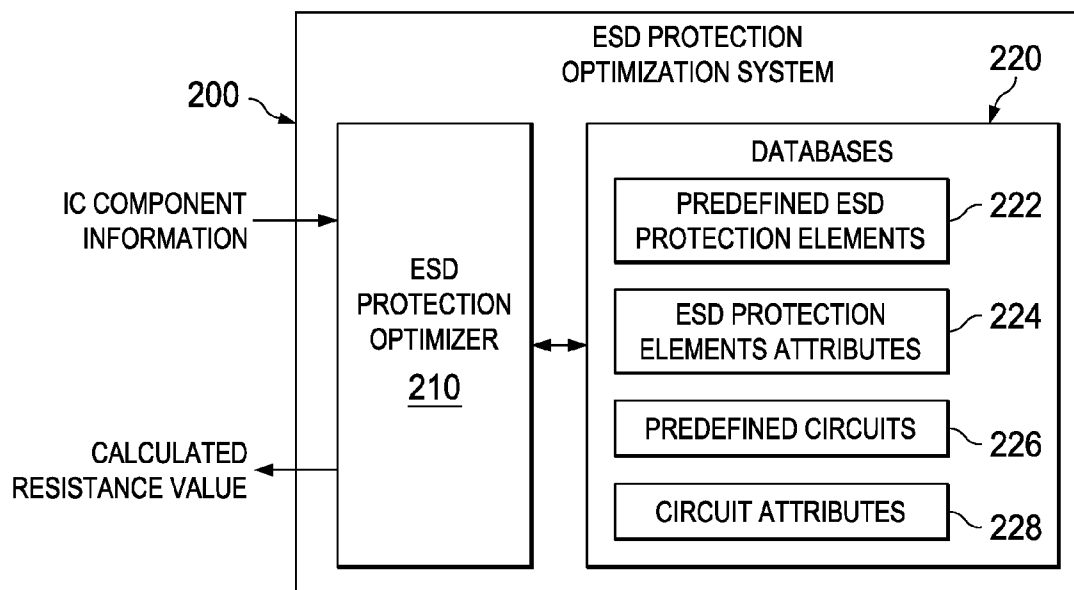 ESD PROTECTION
OPTIMIZATION SYSTEM
200
220
IC COMPONENT
INFORMATION
CALCULATED
RESISTANCE VALUE
ESD
PROTECTION
OPTIMIZER
210
DATABASES
PREDEFINED ESD
PROTECTION ELEMENTS
222
ESD PROTECTION
ELEMENTS ATTRIBUTES
224
PREDEFINED CIRCUITS
226
CIRCUIT ATTRIBUTES
228